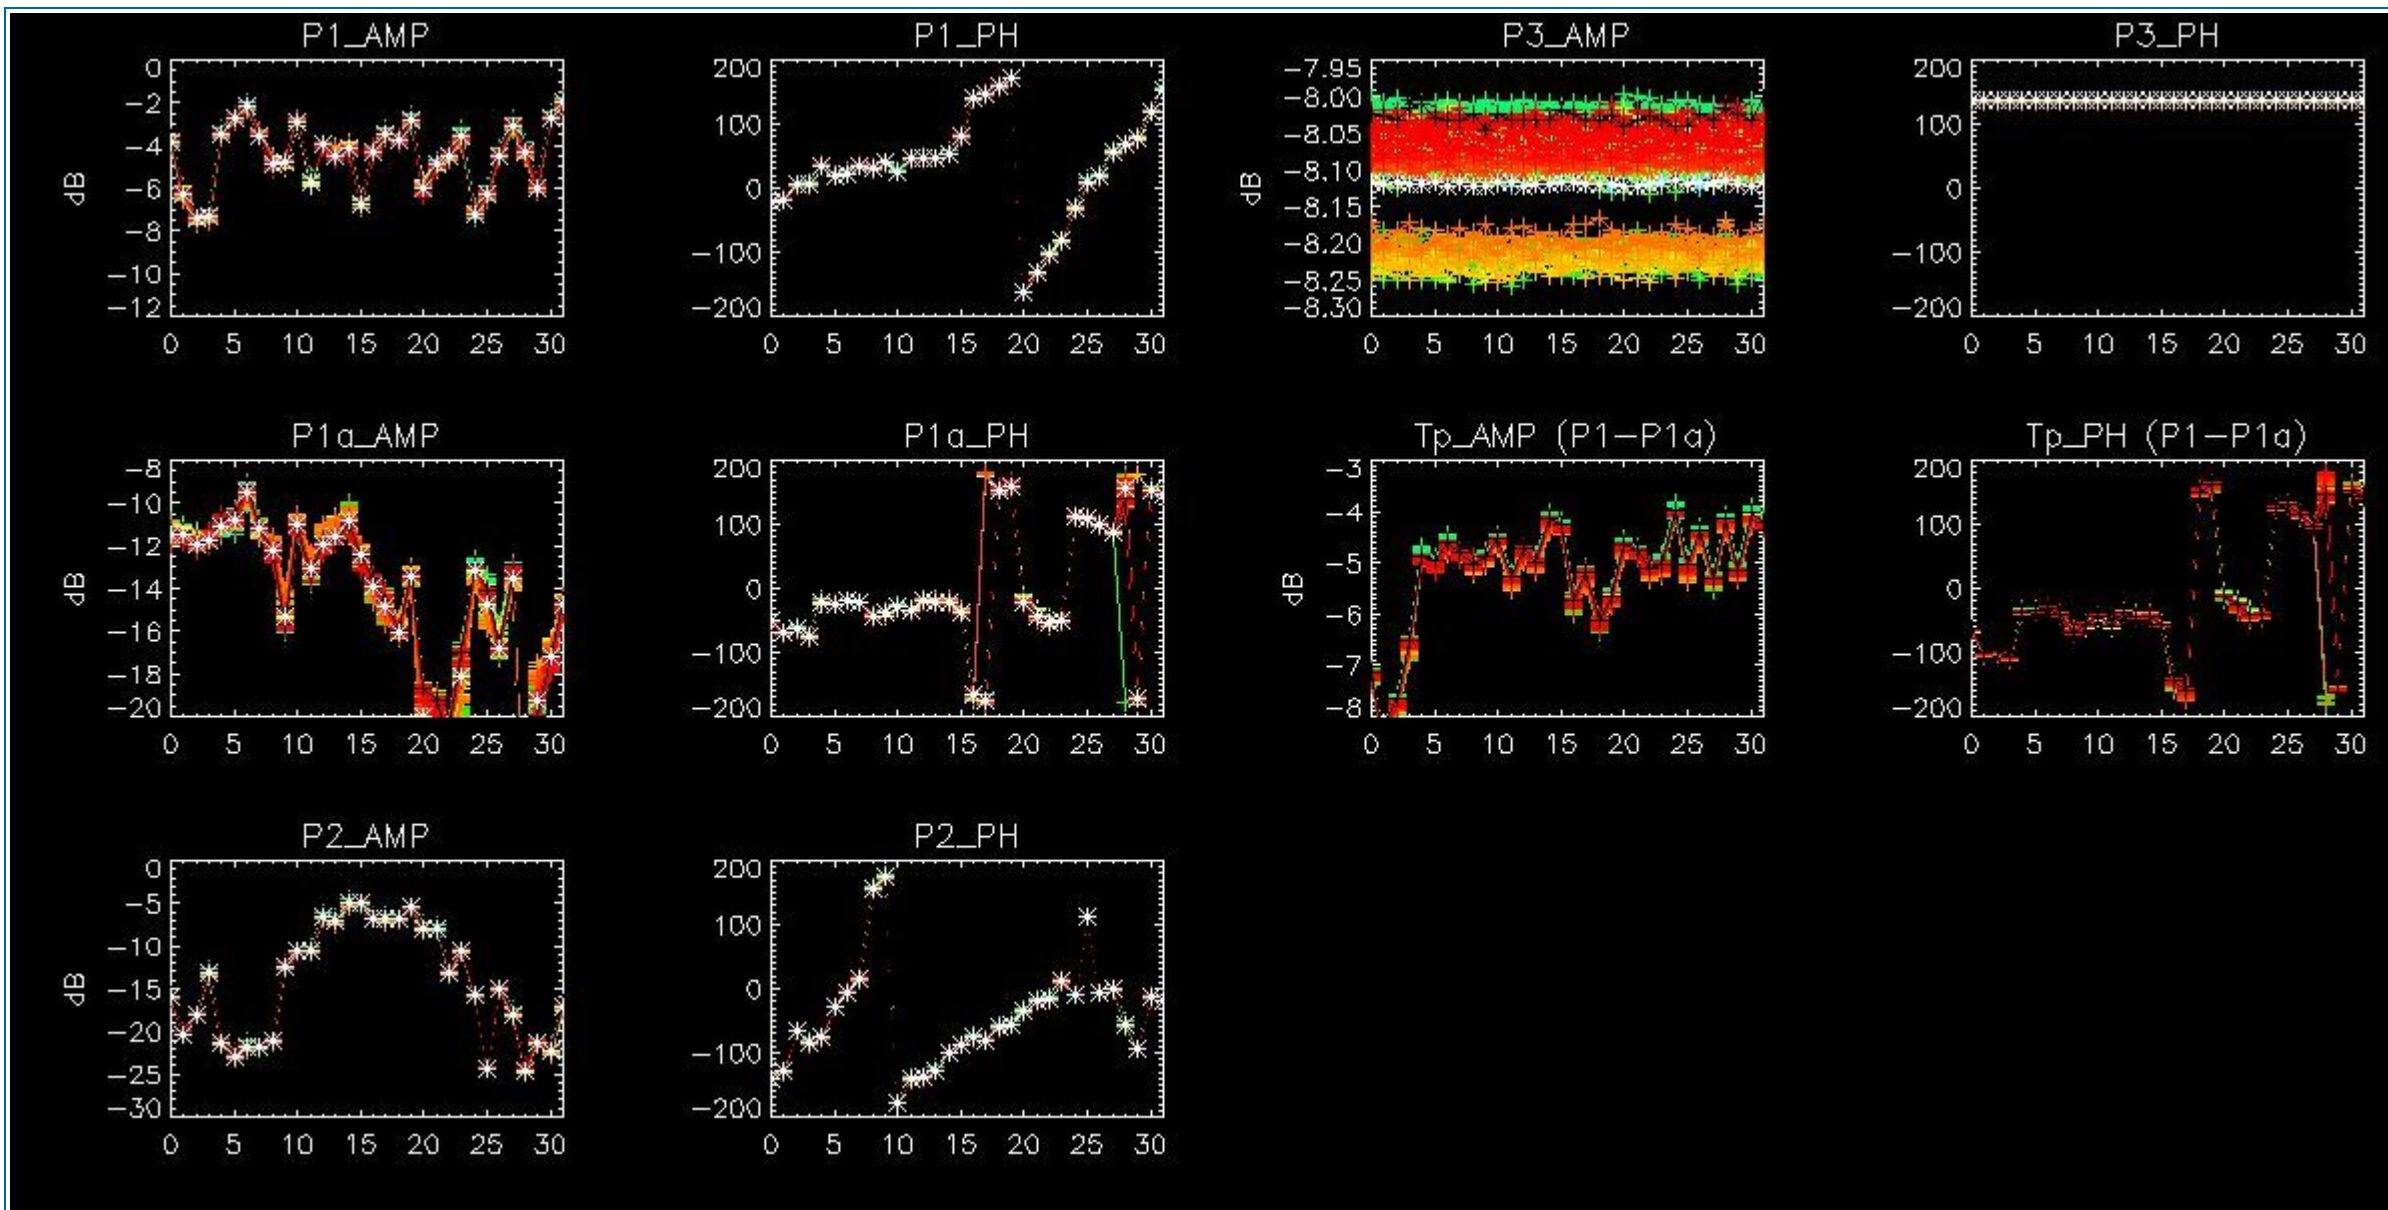 P1_AMP P1_PH P3_AMP P3_PH
0 200 −7.95 200
−2 −8.00
100 100
−4 dB −8.05
−6 0 dB −8.10 0
−8 −8.15
−100 −8.20 −100
−10 −8.25
−12 −200 −8.30 −200
0 5 10 15 20 25 30 0 5 10 15 20 25 30 0 5 10 15 20 25 30 0 5 10 15 20 25 30
P1a_AMP P1a_PH Tp_AMP (P1−P1a) Tp_PH (P1−P1a)
−8 200 −3 200
−10 100 −4 100
−12
dB −14 0 dB −5 0
−16 −6
−100 −100
−18 −7
−20 −200 −8 −200
0 5 10 15 20 25 30 0 5 10 15 20 25 30 0 5 10 15 20 25 30 0 5 10 15 20 25 30
P2_AMP P2_PH
0 200
−5 100
−10
dB −15 0
−20 −100
−25
−30 −200
0 5 10 15 20 25 30 0 5 10 15 20 25 30